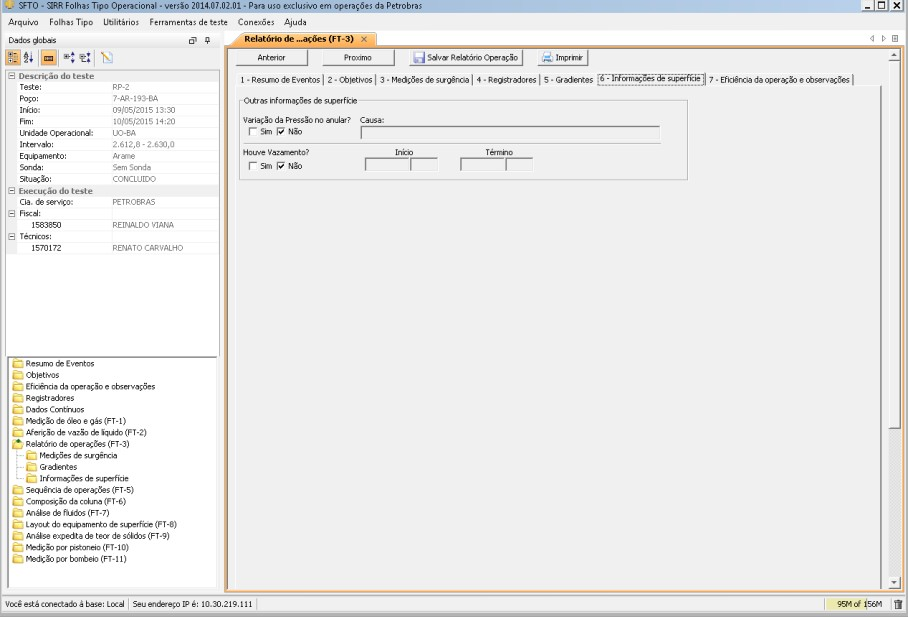 SFTO - SIRR Folhas Tipo Operacional - versão 2014.07.02.01 - Para uso exclusivo em operações da Petrobras
Arquivo Folhas Tipo Utilitários Ferramentas de teste Conexões Ajuda
Dados globais
Descrição do teste
Teste: RP-2
Poço: 7-AR-193-BA
Início: 09/05/2015 13:30
Fim: 10/05/2015 14:20
Unidade Operacional: UO-BA
Intervalo: 2.612,8 - 2.630,0
Equipamento: Arame
Sonda: Sem Sonda
Situação: CONCLUIDO
Execução do teste
Cia. de serviço: PETROBRAS
Fiscal:
1583850 REINALDO VIANA
Técnicos:
1570172 RENATO CARVALHO
Resumo de Eventos
Objetivos
Eficiência da operação e observações
Registradores
Dados Contínuos
Medição de óleo e gás (FT-1)
Aferição de vazão de líquido (FT-2)
Relatório de operações (FT-3)
Medições de surgência
Gradientes
Informações de superfície
Sequência de operações (FT-5)
Composição da coluna (FT-6)
Análise de fluidos (FT-7)
Layout do equipamento de superfície (FT-8)
Análise expedita de teor de sólidos (FT-9)
Medição por pistoneio (FT-10)
Medição por bombeio (FT-11)
Relatório de ...ações (FT-3)
Anterior Proximo Salvar Relatório Operação Imprimir
1 - Resumo de Eventos 2 - Objetivos 3 - Medições de surgência 4 - Registradores 5 - Gradientes 6 - Informações de superfície 7 - Eficiência da operação e observações
Outras informações de superfície
Variação da Pressão no anular? Causa:
Sim Não
Houve Vazamento? Início Término
Sim Não
Você está conectado à base: Local Seu endereço IP é: 10.30.219.111
95M of 156M